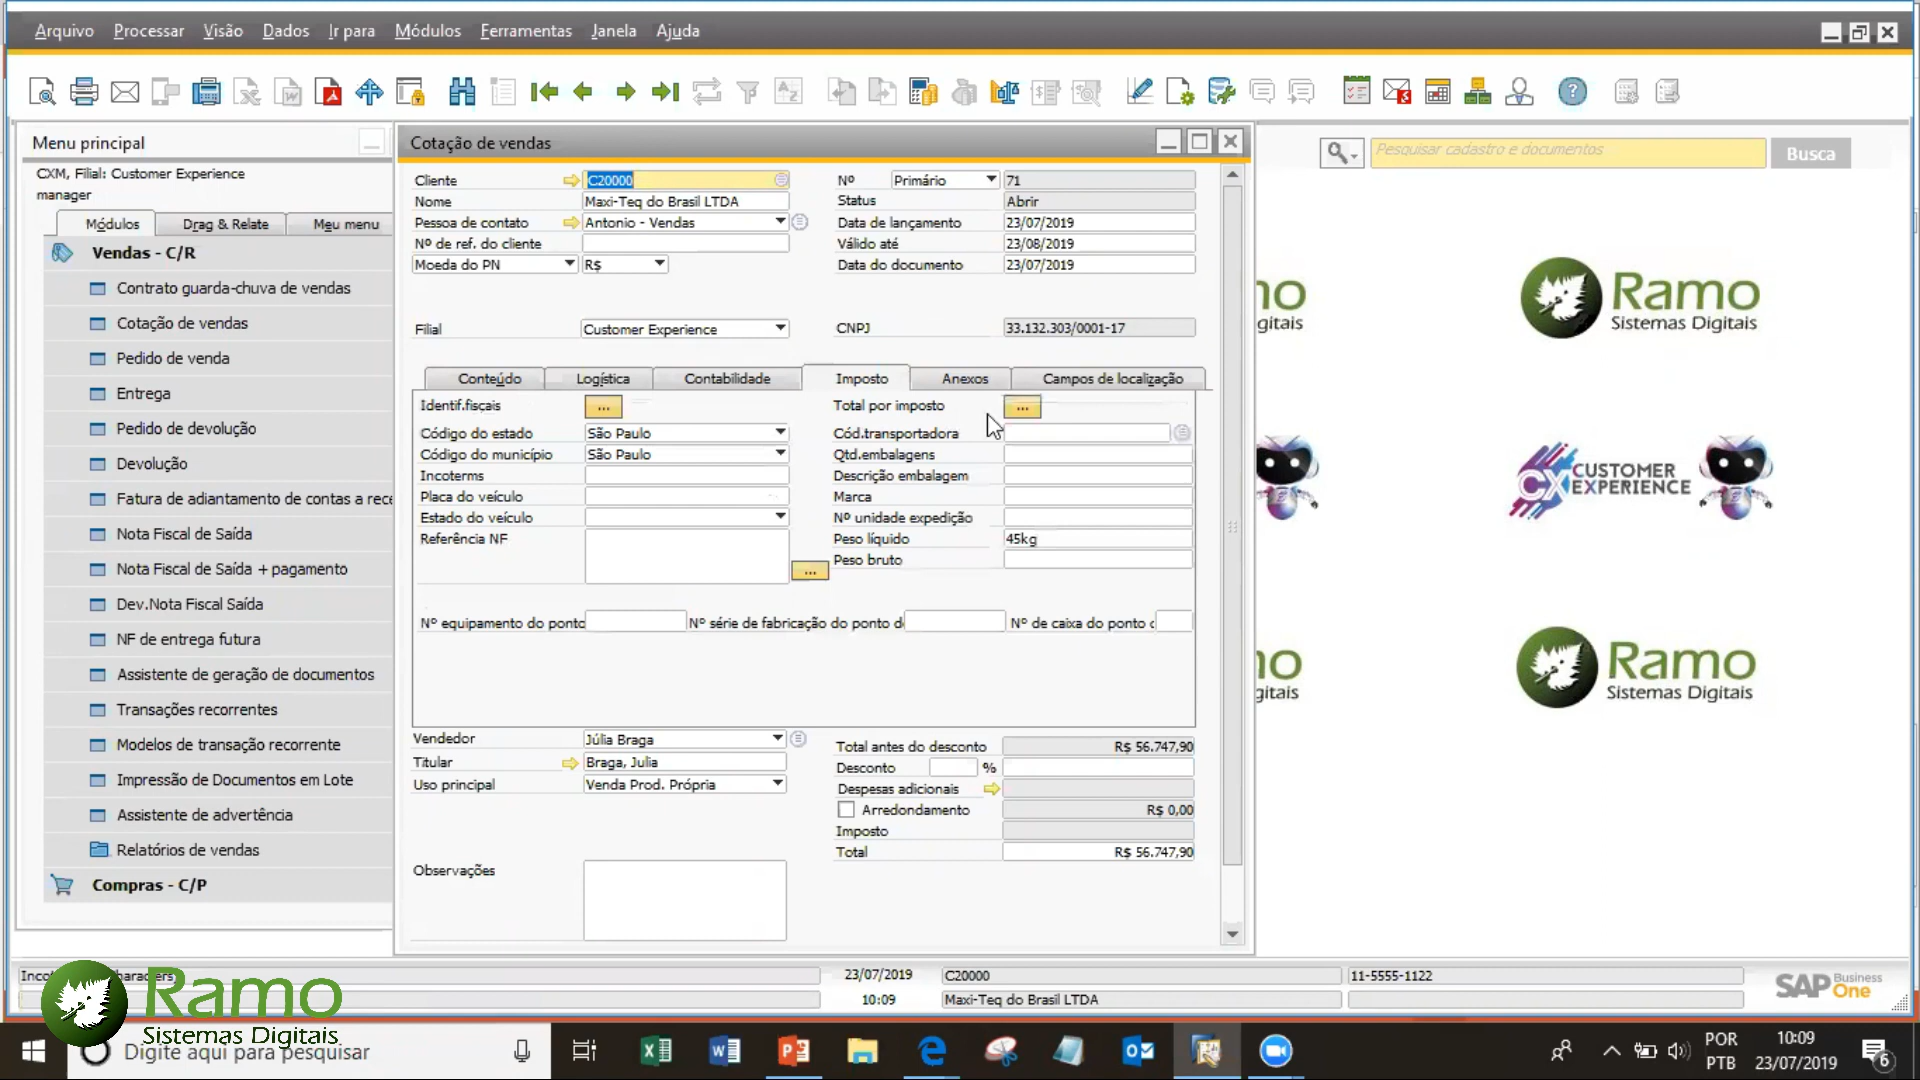 Arquivo Processar Visão Dados Ir para Módulos Ferramentas Janela Ajuda
Menu principal
CXM, Filial: Customer Experience
manager
Módulos Drag & Relate Meu menu
Vendas - C/R
Contrato guarda-chuva de vendas
Cotação de vendas
Pedido de venda
Entrega
Pedido de devolução
Devolução
Fatura de adiantamento de contas a rece
Nota Fiscal de Saída
Nota Fiscal de Saída + pagamento
Dev.Nota Fiscal Saída
NF de entrega futura
Assistente de geração de documentos
Transações recorrentes
Modelos de transação recorrente
Impressão de Documentos em Lote
Assistente de advertência
Relatórios de vendas
Compras - C/P
Cotação de vendas
Cliente C20000
Nome Maxi-Teq do Brasil LTDA
Pessoa de contato Antonio - Vendas
Nº de ref. do cliente
Moeda do PN R$
Filial Customer Experience
Nº Primário 71
Status Abrir
Data de lançamento 23/07/2019
Válido até 23/08/2019
Data do documento 23/07/2019
CNPJ 33.132.303/0001-17
Conteúdo Logística Contabilidade Imposto Anexos Campos de localização
Identif.fiscais ...
Código do estado São Paulo
Código do município São Paulo
Incoterms
Placa do veículo
Estado do veículo
Referência NF
...
Total por imposto ...
Cód.transportadora
Qtd.embalagens
Descrição embalagem
Marca
Nº unidade expedição
Peso líquido 45kg
Peso bruto
Nº equipamento do ponto Nº série de fabricação do ponto d Nº de caixa do ponto
Vendedor Júlia Braga
Titular Braga, Julia
Uso principal Venda Prod. Própria
Observações
Total antes do desconto R$ 56.747,90
Desconto %
Despesas adicionais
Arredondamento R$ 0,00
Imposto
Total R$ 56.747,90
Pesquisar cadastro e documentos Busca
Ramo
Sistemas Digitais
CX CUSTOMER
EXPERIENCE
Ramo
Sistemas Digitais
no
gitais
no
gitais
23/07/2019 C20000 11-5555-1122
10:09 Maxi-Teq do Brasil LTDA
SAP Business
One
Ramo
Sistemas Digitais
Digite aqui para pesquisar
POR
PTB
10:09
23/07/2019
6